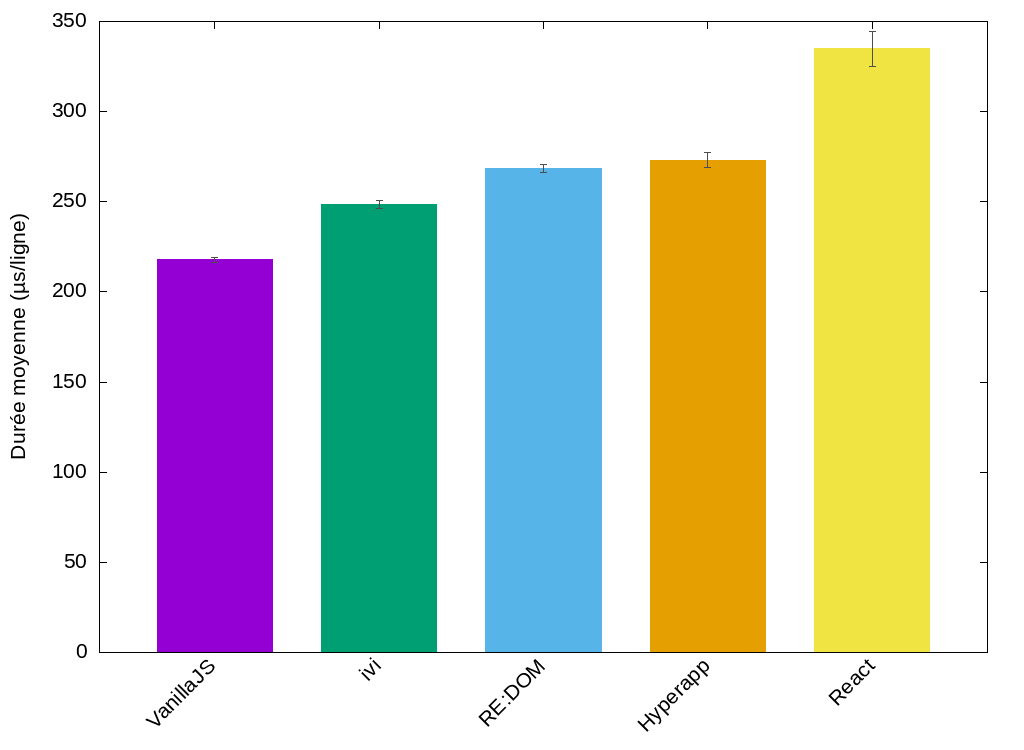 350
300
250
200
150
100
50
0
Durée moyenne (µs/ligne)
VanillaJS
ivi
RE:DOM
Hyperapp
React